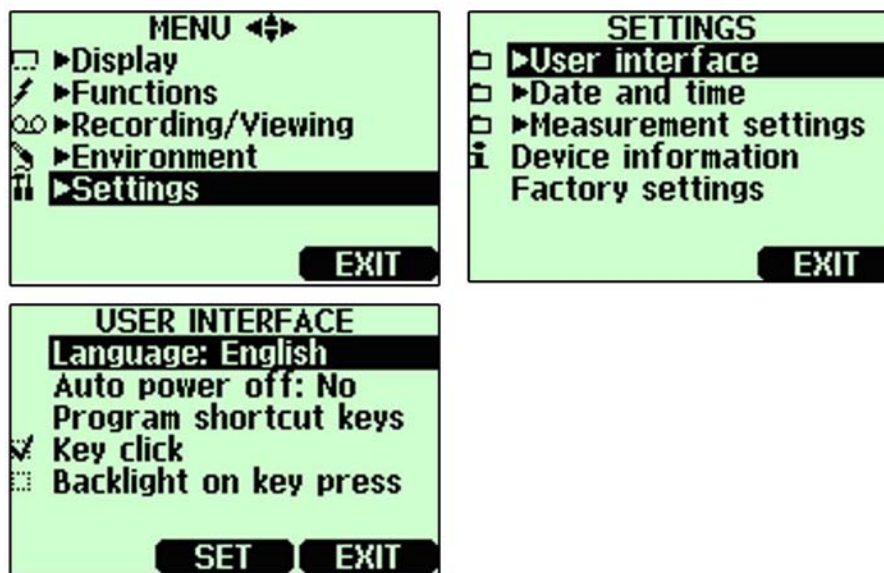 MENU
Display
Functions
Recording/Viewing
Environment
Settings
EXIT
SETTINGS
User interface
Date and time
Measurement settings
Device information
Factory settings
EXIT
USER INTERFACE
Language: English
Auto power off: No
Program shortcut keys
Key click
Backlight on key press
SET EXIT